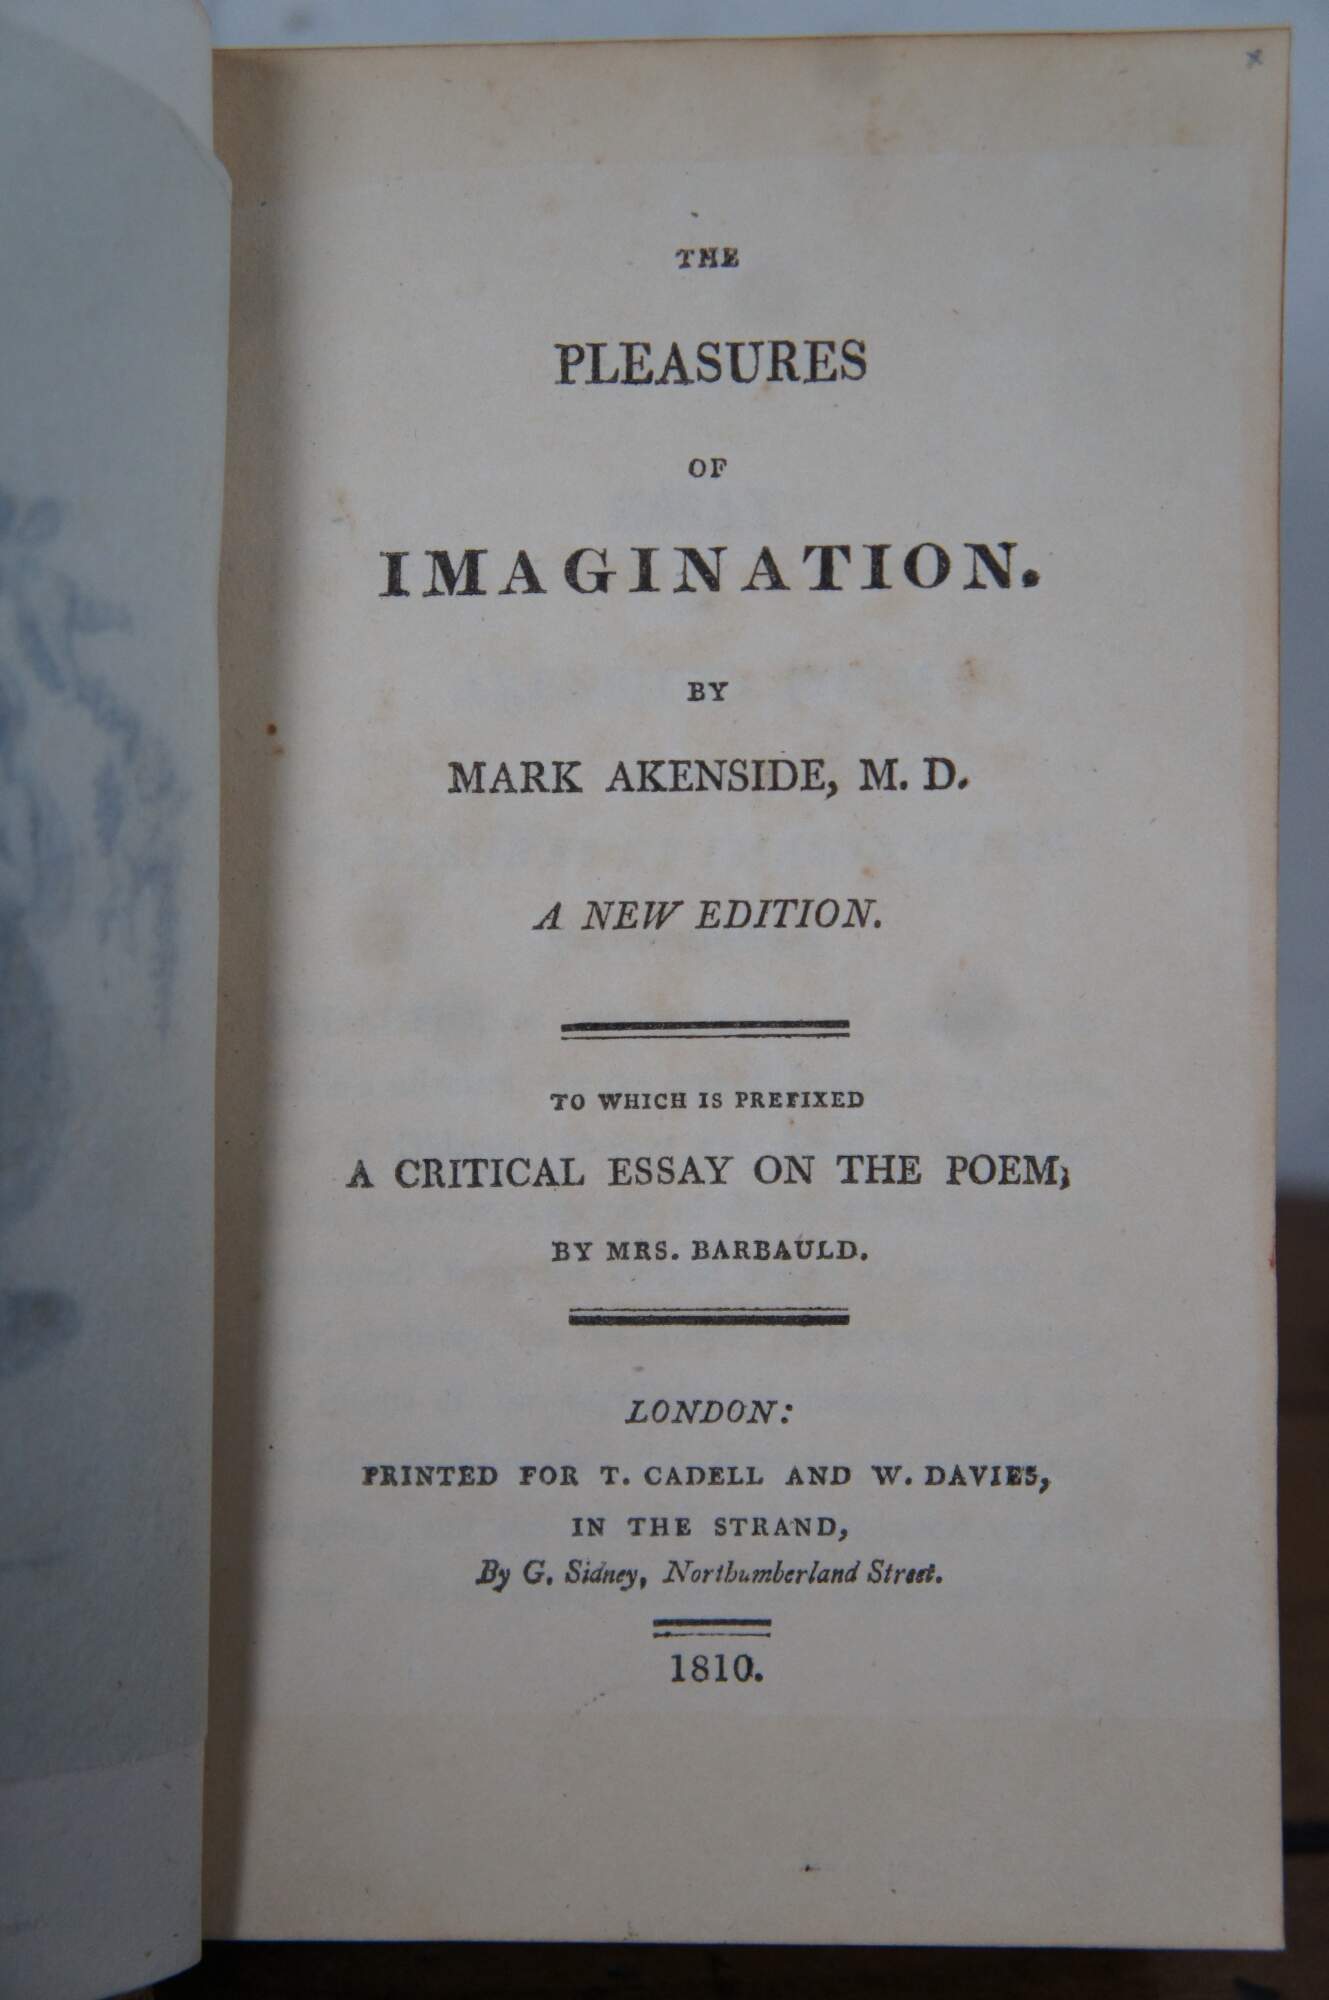 THE
PLEASURES
OF
IMAGINATION.
BY
MARK AKENSIDE, M. D.
A NEW EDITION.
TO WHICH IS PREFIXED
A CRITICAL ESSAY ON THE POEM;
BY MRS. BARBAULD.
LONDON:
PRINTED FOR T. CADELL AND W. DAVIES,
IN THE STRAND,
By G. Sidney, Northumberland Street.
1810.